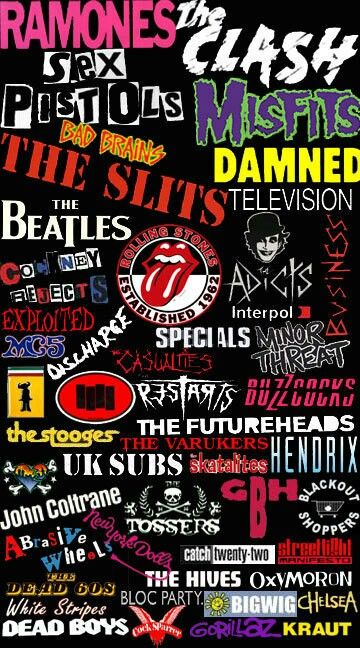 RAMONES
The CLASH
SEX PISTOLS
MISFITS
BAD BRAINS
THE SLITS
DAMNED
TELEVISION
THE BEATLES
ROLLING STONES
ESTABLISHED 1962
THE ADICTS
BUSINESS
COCKNEY REJECTS
Interpol
EXPLOITED
MC5
DISCHARGE
SPECIALS
MINOR THREAT
THE CASUALTIES
RESTARTS
BUZZCOCKS
the stooges
THE FUTUREHEADS
THE VARUKERS
HENDRIX
UK SUBS
the skatalites
John Coltrane
TOSSERS
GBH
BLACKOUT SHOPPERS
ABRASIVE WHEELS
New York Dolls
catch twenty-two
streetlight MANIFESTO
THE DEAD 60S
THE HIVES
OXYMORON
White Stripes
BLOC PARTY
BIGWIG
CHELSEA
DEAD BOYS
Cock Sparrer
GORILLAZ
KRAUT